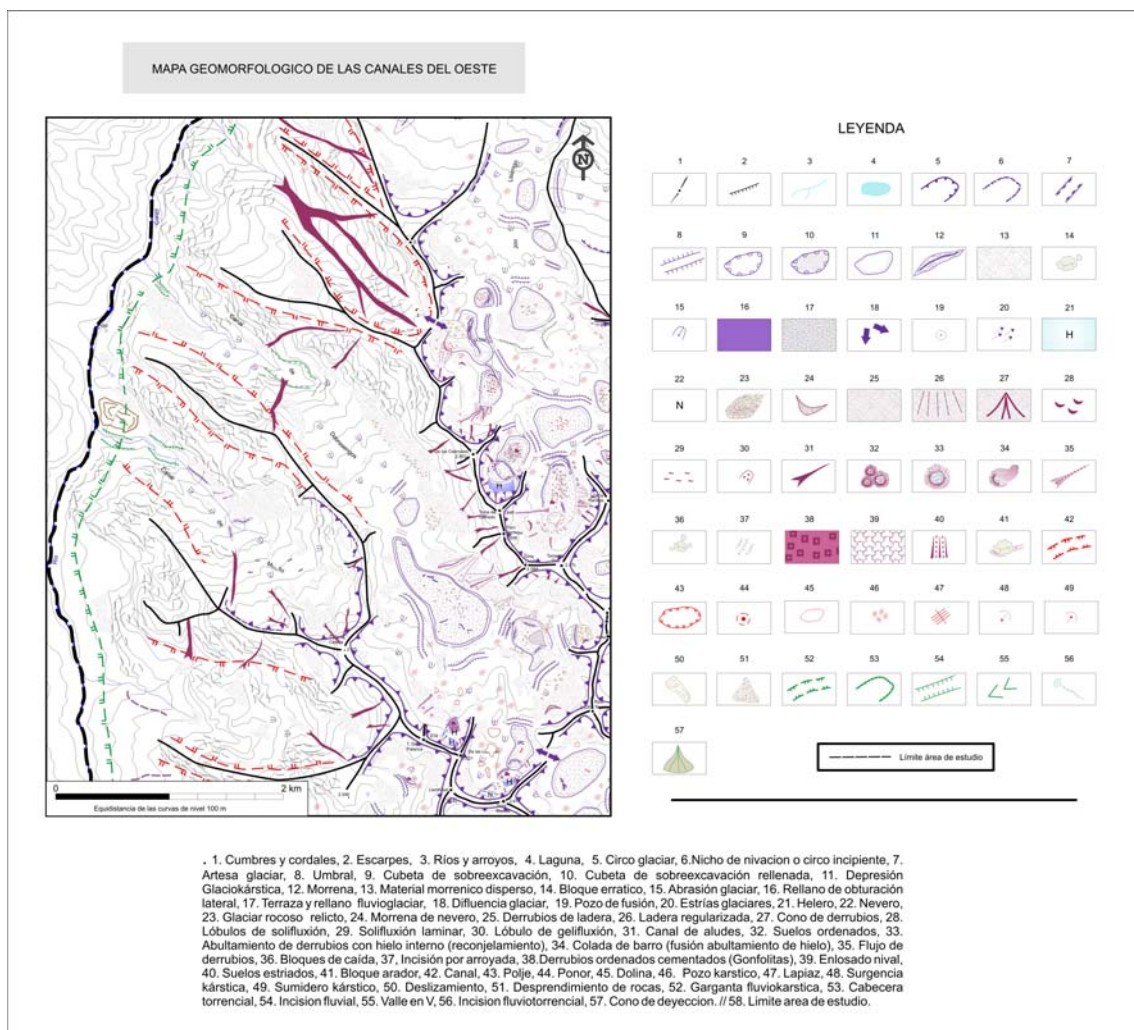 MAPA GEOMORFOLOGICO DE LAS CANALES DEL OESTE
N
LEYENDA
1 2 3 4 5 6 7
8 9 10 11 12 13 14
15 16 17 18 19 20 21
H
22 23 24 25 26 27 28
N
29 30 31 32 33 34 35
36 37 38 39 40 41 42
43 44 45 46 47 48 49
50 51 52 53 54 55 56
57
Límite área de estudio
Canal
de
Dobresengos
Canal
de
H
H
H
0 2 km
Equidistancia de las curvas de nivel 100 m
. 1. Cumbres y cordales, 2. Escarpes, 3. Ríos y arroyos, 4. Laguna, 5. Circo glaciar, 6.Nicho de nivacion o circo incipiente, 7.
Artesa glaciar, 8. Umbral, 9. Cubeta de sobreexcavación, 10. Cubeta de sobreexcavación rellenada, 11. Depresión
Glaciokárstica, 12. Morrena, 13. Material morrenico disperso, 14. Bloque erratico, 15. Abrasión glaciar, 16. Rellano de obturación
lateral, 17. Terraza y rellano fluvioglaciar, 18. Difluencia glaciar, 19. Pozo de fusión, 20. Estrías glaciares, 21. Helero, 22. Nevero,
23. Glaciar rocoso relicto, 24. Morrena de nevero, 25. Derrubios de ladera, 26. Ladera regularizada, 27. Cono de derrubios, 28.
Lóbulos de solifluxión, 29. Solifluxión laminar, 30. Lóbulo de gelifluxión, 31. Canal de aludes, 32. Suelos ordenados, 33.
Abultamiento de derrubios con hielo interno (reconjelamiento), 34. Colada de barro (fusión abultamiento de hielo), 35. Flujo de
derrubios, 36. Bloques de caída, 37, Incisión por arroyada, 38.Derrubios ordenados cementados (Gonfolitas), 39. Enlosado nival,
40. Suelos estriados, 41. Bloque arador, 42. Canal, 43. Polje, 44. Ponor, 45. Dolina, 46. Pozo karstico, 47. Lapiaz, 48. Surgencia
kárstica, 49. Sumidero kárstico, 50. Deslizamiento, 51. Desprendimiento de rocas, 52. Garganta fluviokarstica, 53. Cabecera
torrencial, 54. Incision fluvial, 55. Valle en V, 56. Incision fluviotorrencial, 57. Cono de deyeccion. // 58. Limite area de estudio.